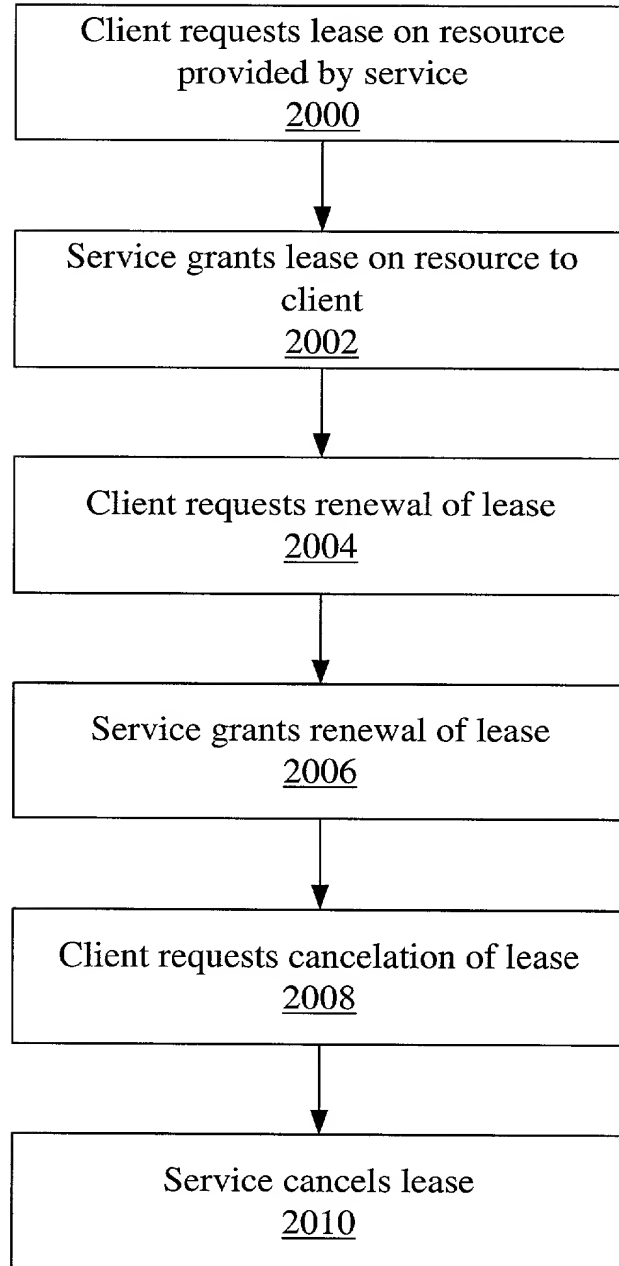 Client requests lease on resource
provided by service
2000
Service grants lease on resource to
client
2002
Client requests renewal of lease
2004
Service grants renewal of lease
2006
Client requests cancelation of lease
2008
Service cancels lease
2010